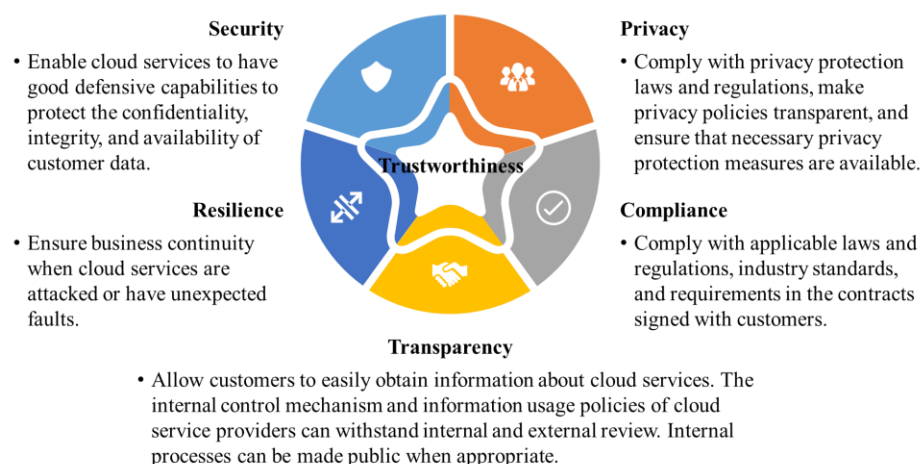 Security
• Enable cloud services to have
good defensive capabilities to
protect the confidentiality,
integrity, and availability of
customer data.
Privacy
• Comply with privacy protection
laws and regulations, make
privacy policies transparent, and
ensure that necessary privacy
protection measures are available.
Trustworthiness
Resilience
• Ensure business continuity
when cloud services are
attacked or have unexpected
faults.
Compliance
• Comply with applicable laws and
regulations, industry standards,
and requirements in the contracts
signed with customers.
Transparency
• Allow customers to easily obtain information about cloud services. The
internal control mechanism and information usage policies of cloud
service providers can withstand internal and external review. Internal
processes can be made public when appropriate.